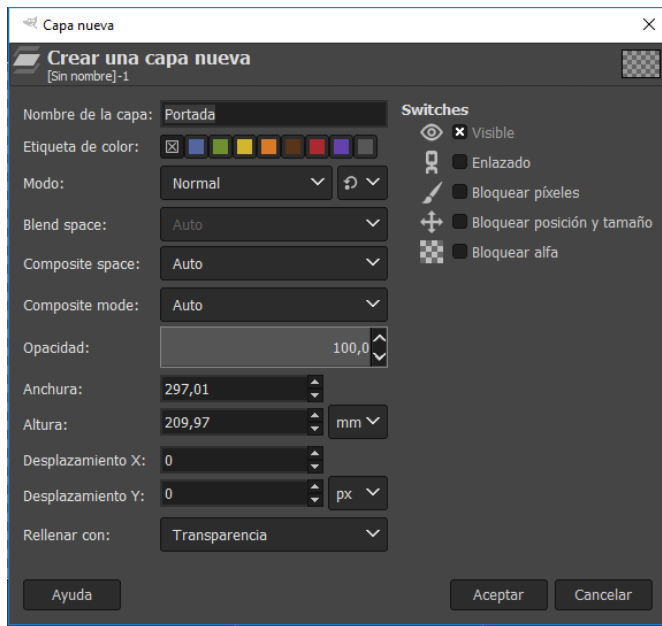 Capa nueva
Crear una capa nueva
[Sin nombre]-1
Nombre de la capa: Portada
Etiqueta de color:
Modo: Normal
Blend space: Auto
Composite space: Auto
Composite mode: Auto
Opacidad: 100,0
Anchura: 297,01
Altura: 209,97 mm
Desplazamiento X: 0
Desplazamiento Y: 0 px
Rellenar con: Transparencia
Switches
Visible
Enlazado
Bloquear píxeles
Bloquear posición y tamaño
Bloquear alfa
Ayuda
Aceptar
Cancelar